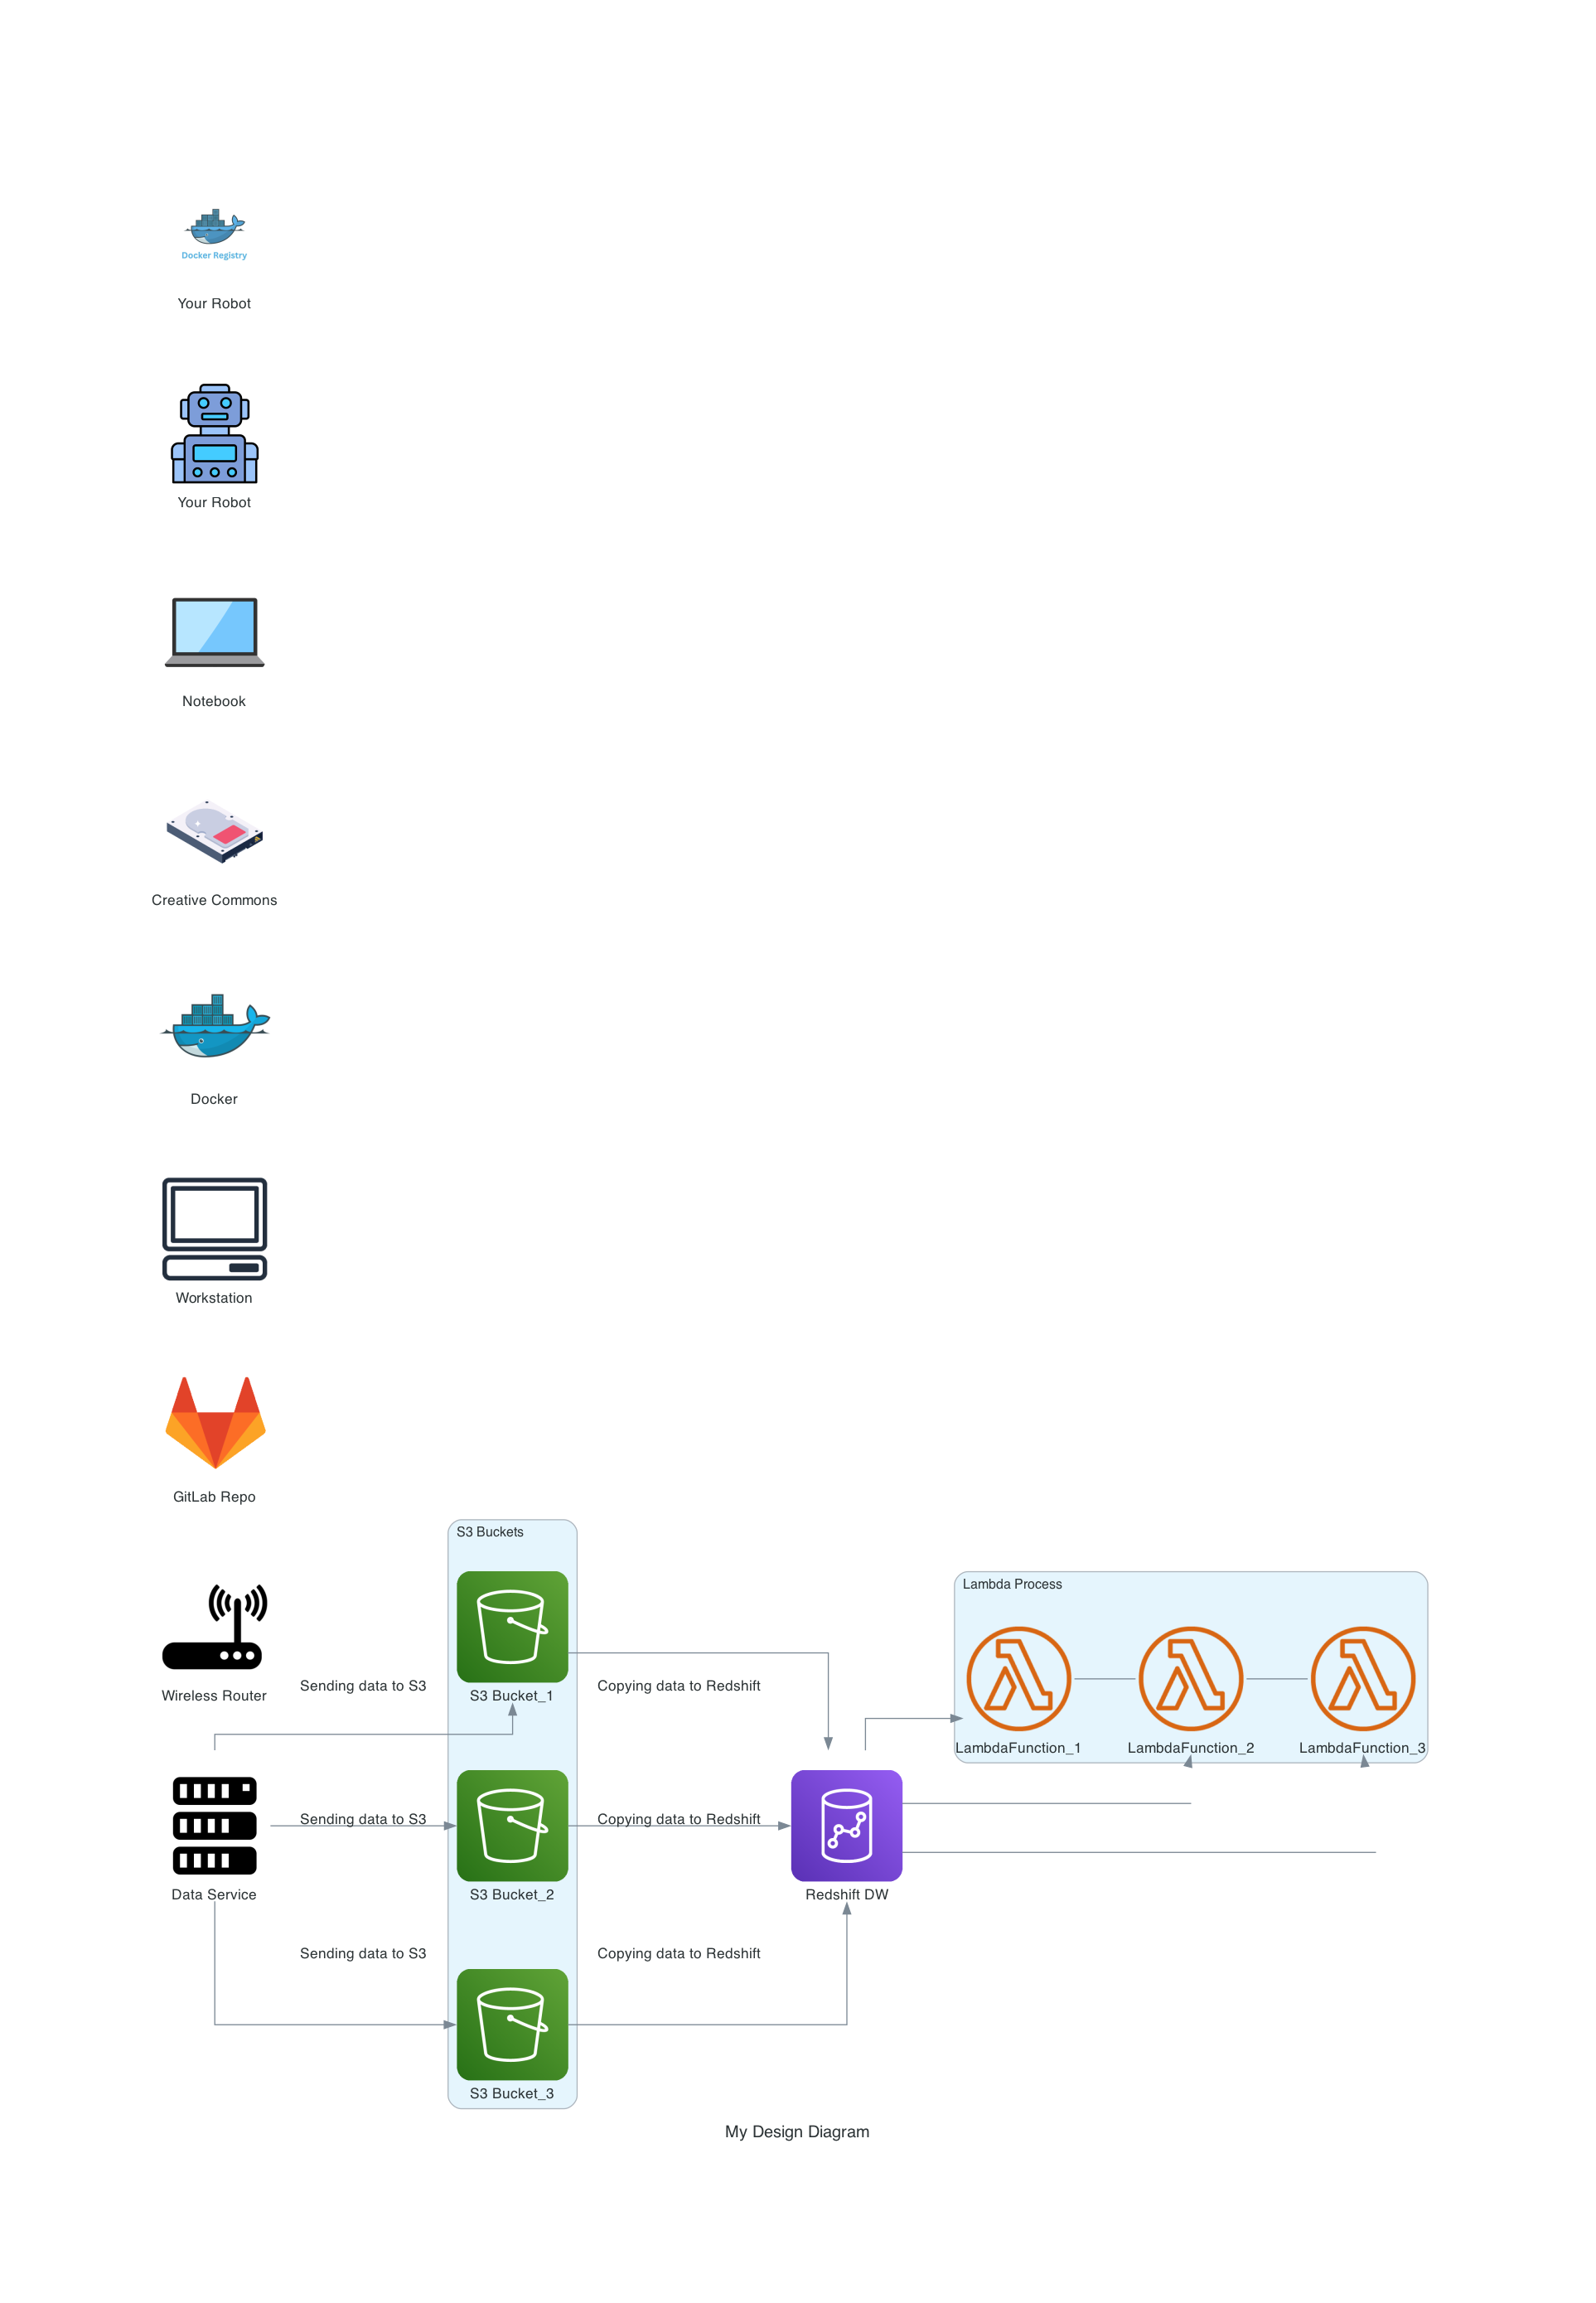 Docker Registry
Your Robot
Your Robot
Notebook
Creative Commons
Docker
Workstation
GitLab Repo
S3 Buckets
Lambda Process
Wireless Router
Sending data to S3
S3 Bucket_1
Copying data to Redshift
LambdaFunction_1
LambdaFunction_2
LambdaFunction_3
Sending data to S3
Copying data to Redshift
Data Service
S3 Bucket_2
Redshift DW
Sending data to S3
Copying data to Redshift
S3 Bucket_3
My Design Diagram